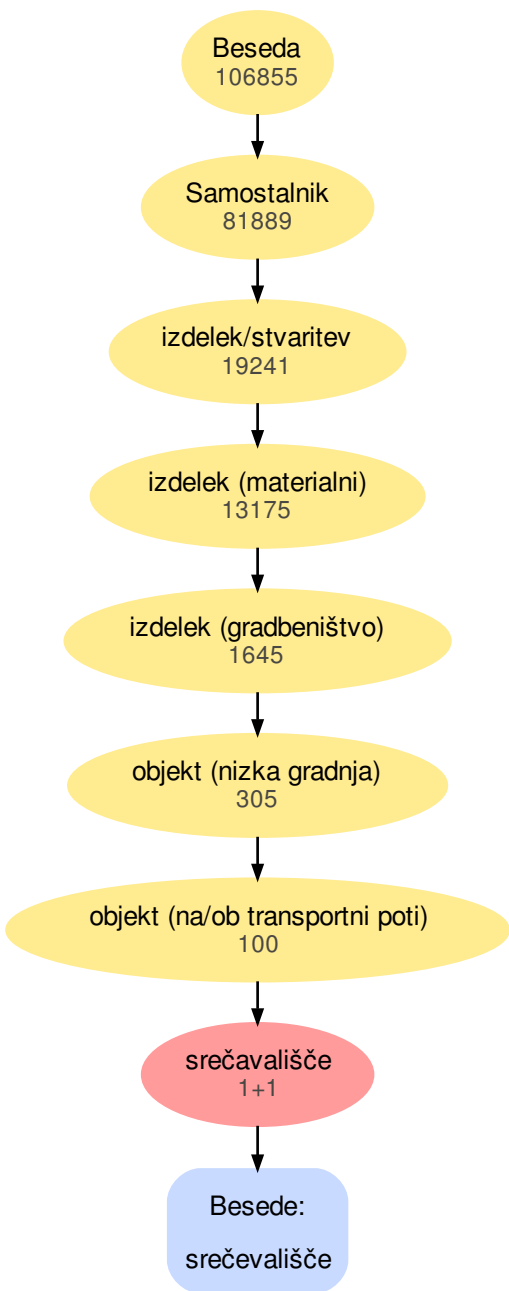 Beseda
106855
Samostalnik
81889
izdelek/stvaritev
19241
izdelek (materialni)
13175
izdelek (gradbeništvo)
1645
objekt (nizka gradnja)
305
objekt (na/ob transportni poti)
100
srečavališče
1+1
Besede:
srečevališče